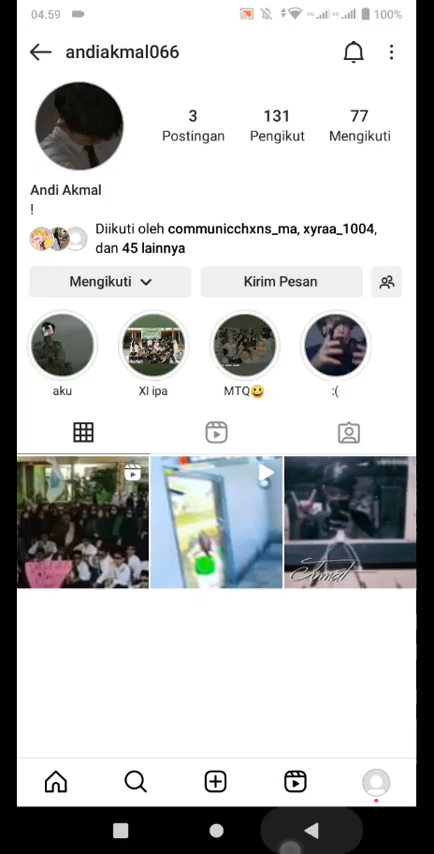 04.59
100%
andiakmal066
3
131
77
Postingan
Pengikut
Mengikuti
Andi Akmal
!
Diikuti oleh communicchxns_ma, xyraa_1004,
dan 45 lainnya
Mengikuti
Kirim Pesan
aku
XI ipa
MTQ😃
:(